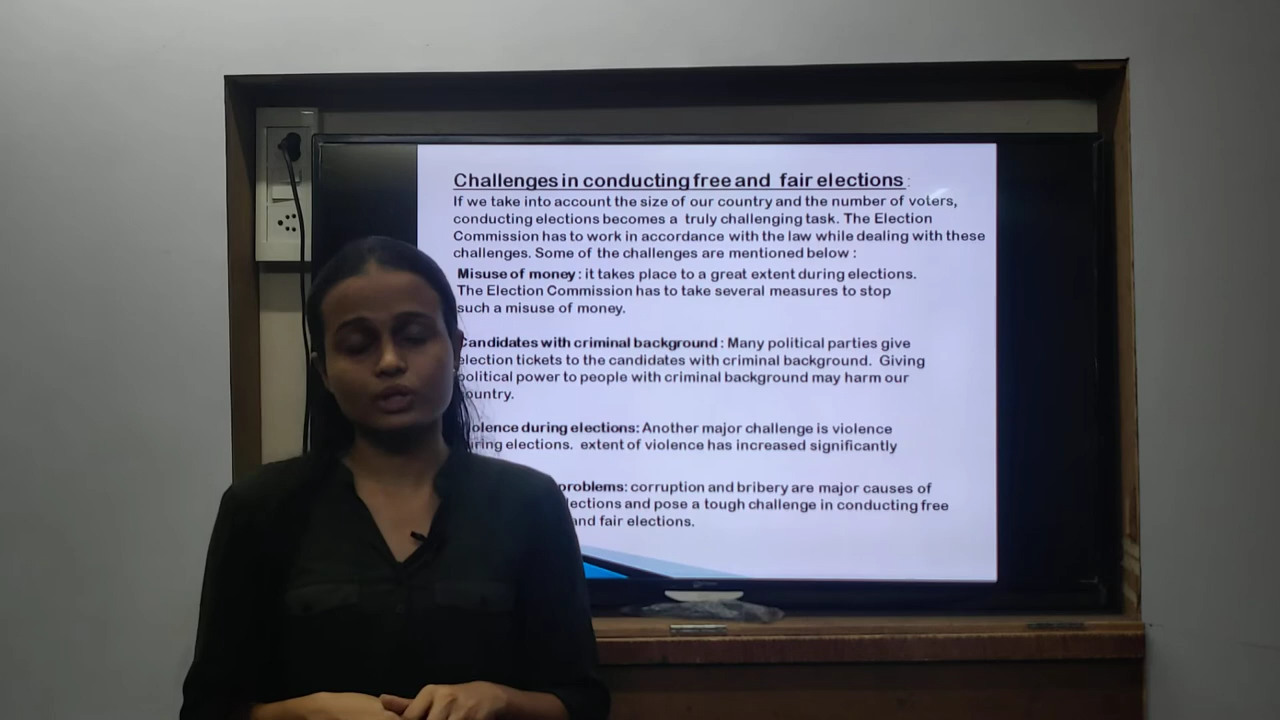 Challenges in conducting free and fair elections :
If we take into account the size of our country and the number of voters,
conducting elections becomes a truly challenging task. The Election
Commission has to work in accordance with the law while dealing with these
challenges. Some of the challenges are mentioned below :
Misuse of money : it takes place to a great extent during elections.
The Election Commission has to take several measures to stop
such a misuse of money.
Candidates with criminal background : Many political parties give
election tickets to the candidates with criminal background. Giving
political power to people with criminal background may harm our
country.
olence during elections: Another major challenge is violence
uring elections. extent of violence has increased significantly
problems: corruption and bribery are major causes of
lections and pose a tough challenge in conducting free
and fair elections.